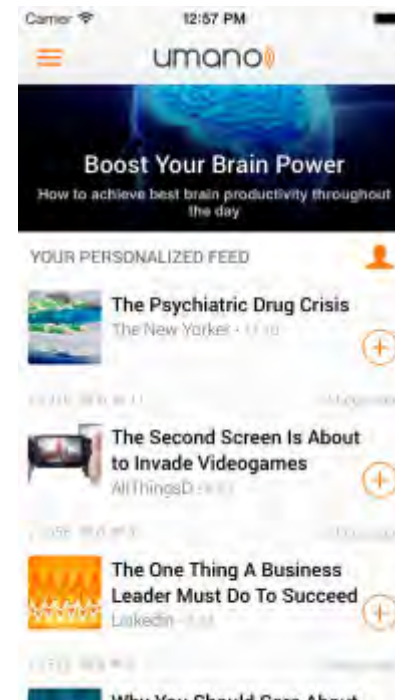 Carrier 12:57 PM
umano
Boost Your Brain Power
How to achieve best brain productivity throughout
the day
YOUR PERSONALIZED FEED
The Psychiatric Drug Crisis
The New Yorker -
The Second Screen Is About
to Invade Videogames
AllThingsD -
The One Thing A Business
Leader Must Do To Succeed
LinkedIn -
Why You Should Care About